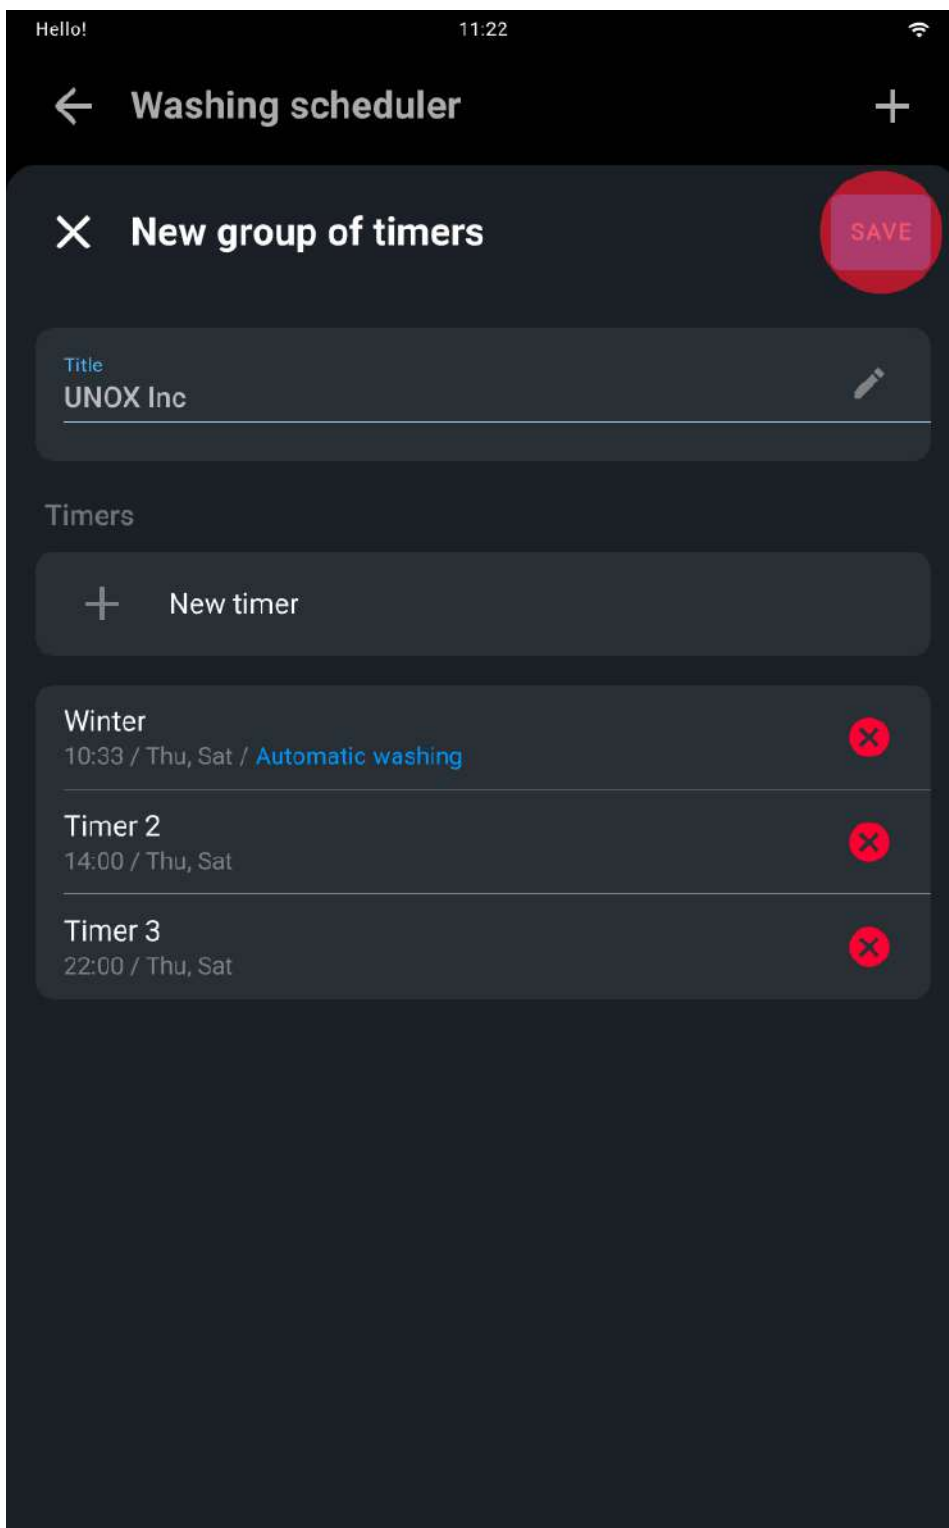 Hello! 11:22
Washing scheduler
New group of timers SAVE
Title
UNOX Inc
Timers
New timer
Winter
10:33 / Thu, Sat / Automatic washing
Timer 2
14:00 / Thu, Sat
Timer 3
22:00 / Thu, Sat